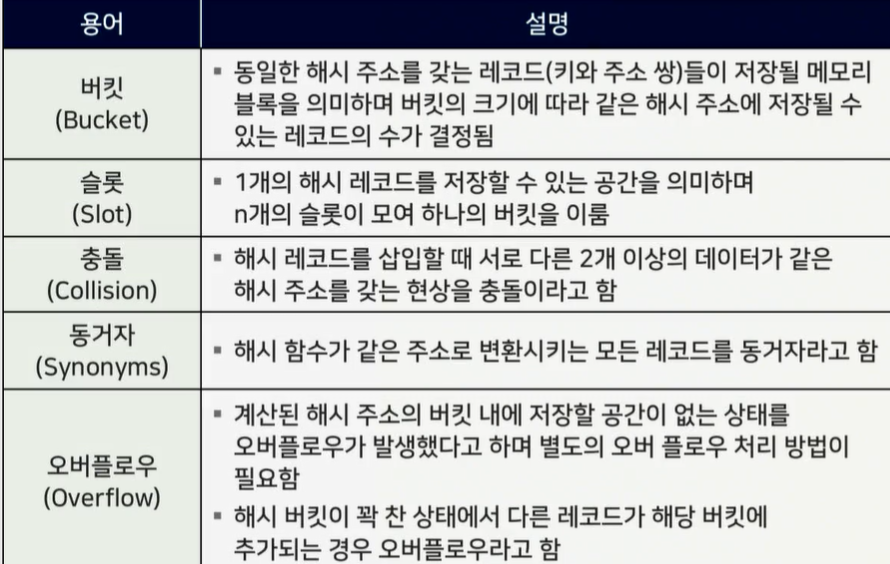 용어
설명
버킷
(Bucket)
▪ 동일한 해시 주소를 갖는 레코드(키와 주소 쌍)들이 저장될 메모리
블록을 의미하며 버킷의 크기에 따라 같은 해시 주소에 저장될 수
있는 레코드의 수가 결정됨
슬롯
(Slot)
▪ 1개의 해시 레코드를 저장할 수 있는 공간을 의미하며
n개의 슬롯이 모여 하나의 버킷을 이룸
충돌
(Collision)
▪ 해시 레코드를 삽입할 때 서로 다른 2개 이상의 데이터가 같은
해시 주소를 갖는 현상을 충돌이라고 함
동거자
(Synonyms)
▪ 해시 함수가 같은 주소로 변환시키는 모든 레코드를 동거자라고 함
오버플로우
(Overflow)
▪ 계산된 해시 주소의 버킷 내에 저장할 공간이 없는 상태를
오버플로우가 발생했다고 하며 별도의 오버 플로우 처리 방법이
필요함
▪ 해시 버킷이 꽉 찬 상태에서 다른 레코드가 해당 버킷에
추가되는 경우 오버플로우라고 함